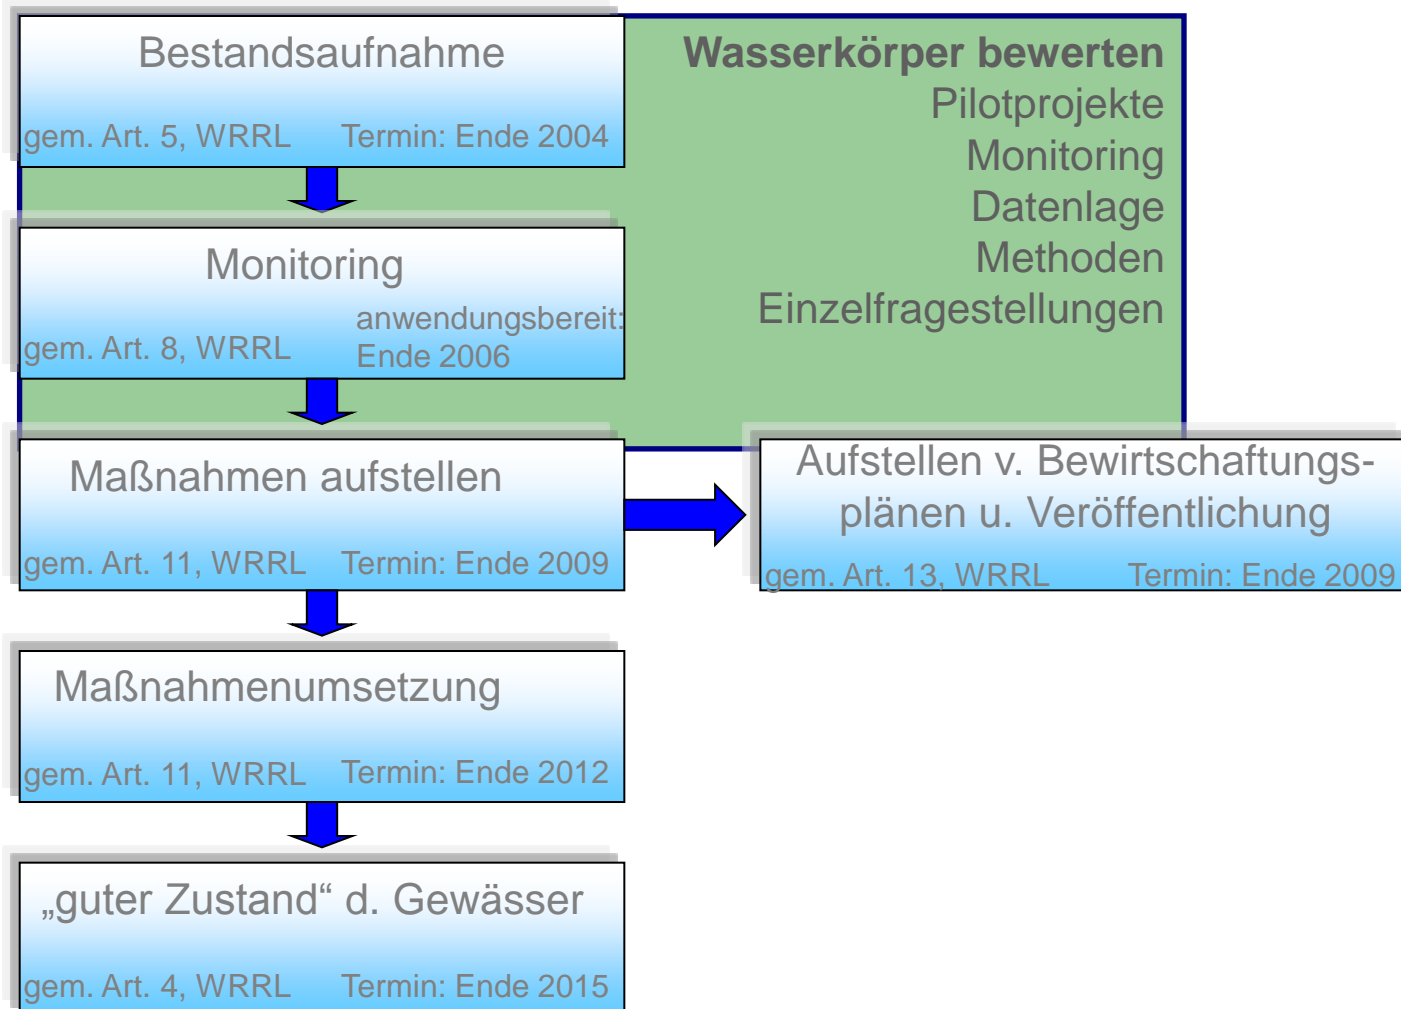 Bestandsaufnahme
gem. Art. 5, WRRL Termin: Ende 2004
Wasserkörper bewerten
Pilotprojekte
Monitoring
Datenlage
Methoden
Einzelfragestellungen
Monitoring
anwendungsbereit:
gem. Art. 8, WRRL Ende 2006
Maßnahmen aufstellen
gem. Art. 11, WRRL Termin: Ende 2009
Aufstellen v. Bewirtschaftungs-
plänen u. Veröffentlichung
gem. Art. 13, WRRL Termin: Ende 2009
Maßnahmenumsetzung
gem. Art. 11, WRRL Termin: Ende 2012
„guter Zustand“ d. Gewässer
gem. Art. 4, WRRL Termin: Ende 2015